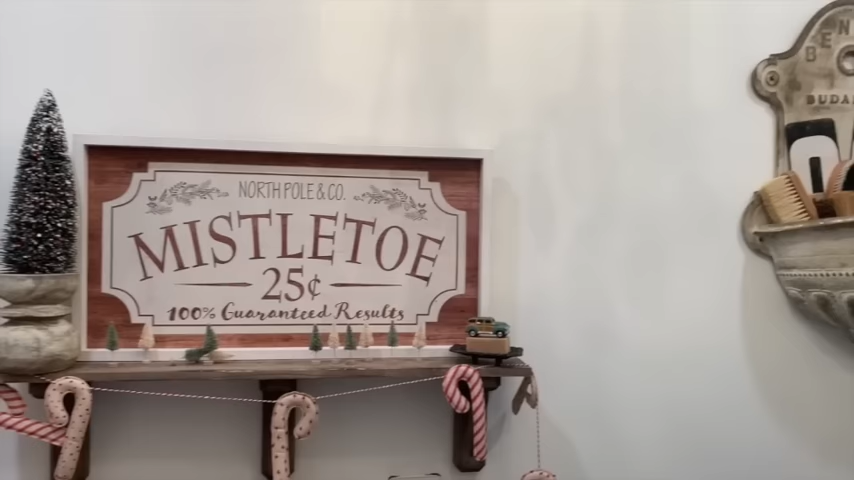 NORTH POLE & CO.
MISTLETOE
25¢
100% Guaranteed Results